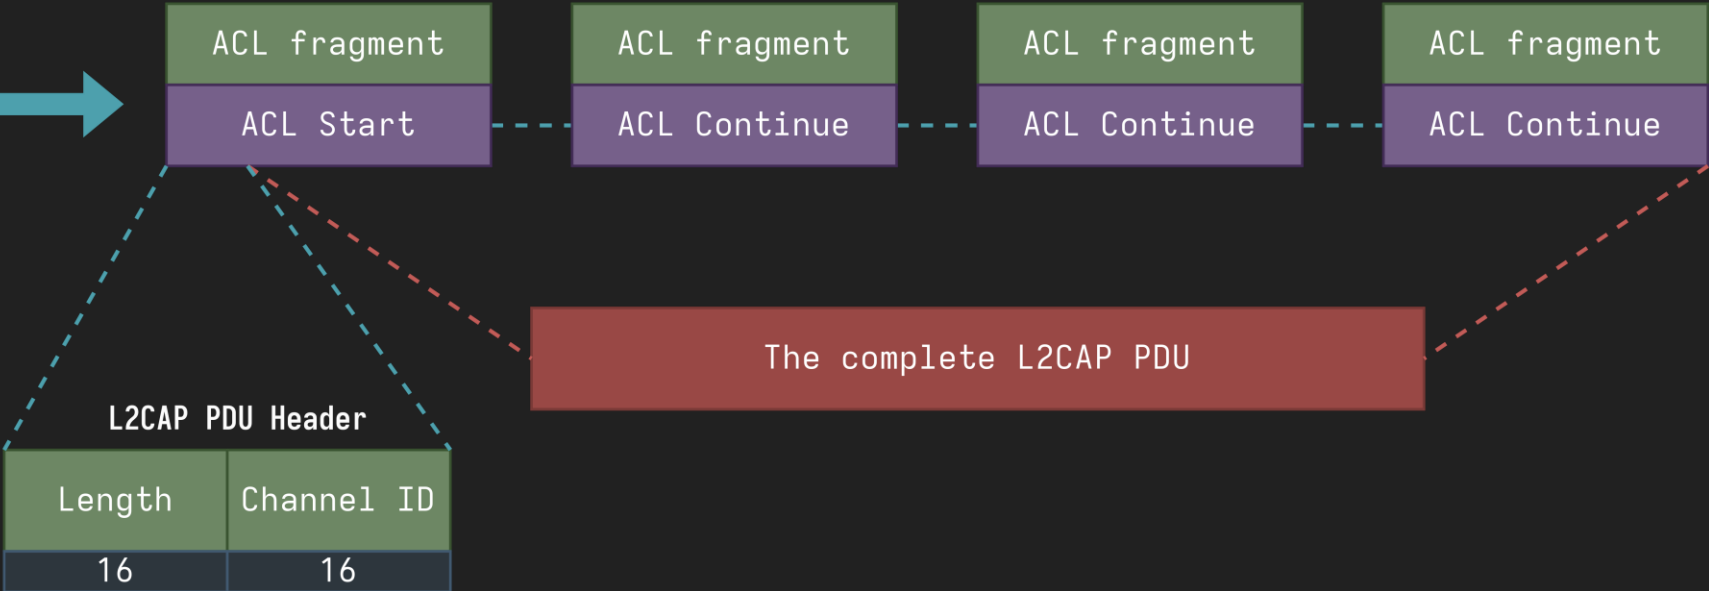 ACL fragment
ACL fragment
ACL fragment
ACL fragment
ACL Start
ACL Continue
ACL Continue
ACL Continue
The complete L2CAP PDU
L2CAP PDU Header
Length
Channel ID
16
16